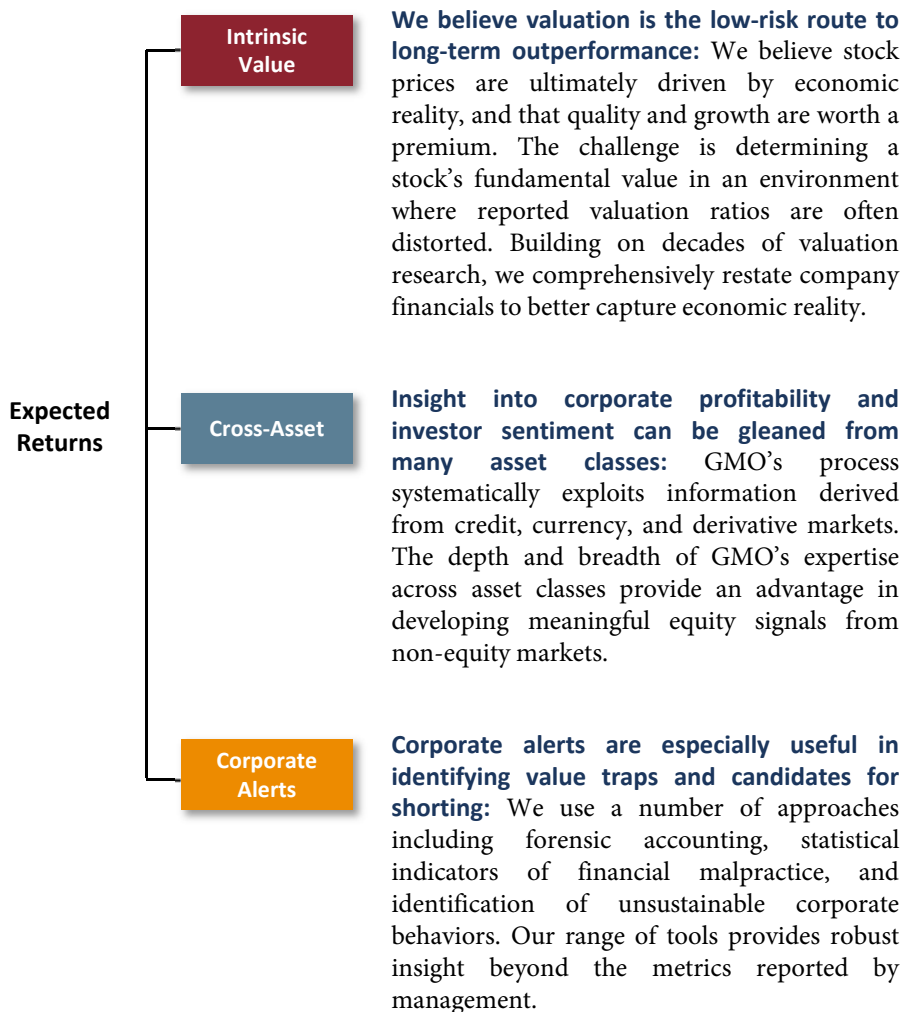 Intrinsic
Value
We believe valuation is the low-risk route to
long-term outperformance: We believe stock
prices are ultimately driven by economic
reality, and that quality and growth are worth a
premium. The challenge is determining a
stock's fundamental value in an environment
where reported valuation ratios are often
distorted. Building on decades of valuation
research, we comprehensively restate company
financials to better capture economic reality.
Expected
Returns
Cross-Asset
Insight into corporate profitability and
investor sentiment can be gleaned from
many asset classes: GMO's process
systematically exploits information derived
from credit, currency, and derivative markets.
The depth and breadth of GMO's expertise
across asset classes provide an advantage in
developing meaningful equity signals from
non-equity markets.
Corporate
Alerts
Corporate alerts are especially useful in
identifying value traps and candidates for
shorting: We use a number of approaches
including forensic accounting, statistical
indicators of financial malpractice, and
identification of unsustainable corporate
behaviors. Our range of tools provides robust
insight beyond the metrics reported by
management.